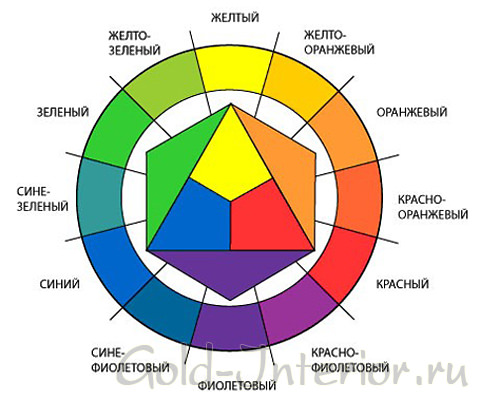 ЖЕЛТЫЙ
ЖЕЛТО-
ЗЕЛЕНЫЙ
ЖЕЛТО-
ОРАНЖЕВЫЙ
ЗЕЛЕНЫЙ
ОРАНЖЕВЫЙ
СИНЕ-
ЗЕЛЕНЫЙ
КРАСНО-
ОРАНЖЕВЫЙ
СИНИЙ
КРАСНЫЙ
СИНЕ-
ФИОЛЕТОВЫЙ
КРАСНО-
ФИОЛЕТОВЫЙ
ФИОЛЕТОВЫЙ
Gold-Interior.ru